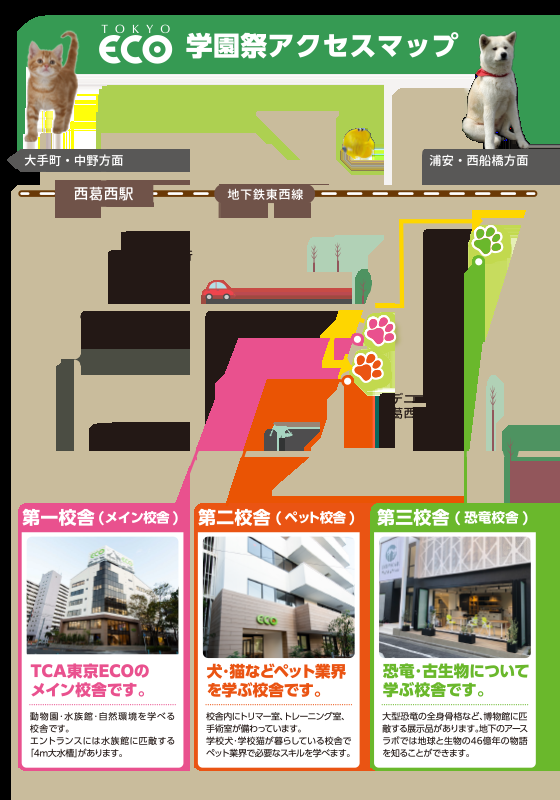 TOKYO
ECO 学園祭アクセスマップ
大手町・中野方面
浦安・西船橋方面
西葛西駅
地下鉄東西線
第一校舎（メイン校舎）
TCA東京ECOの
メイン校舎です。
動物園・水族館・自然環境を学べる
校舎です。
エントランスには水族館に匹敵する
「4m大水槽」があります。
第二校舎（ペット校舎）
eco
犬・猫などペット業界
を学ぶ校舎です。
校舎内にトリマー室、トレーニング室、
手術室が備わっています。
学校犬・学校猫が暮らしている校舎で
ペット業界で必要なスキルを学べます。
第三校舎（恐竜校舎）
恐竜・古生物について
学ぶ校舎です。
大型恐竜の全身骨格など、博物館に匹
敵する展示品があります。地下のアース
ラボでは地球と生物の46億年の物語
を知ることができます。